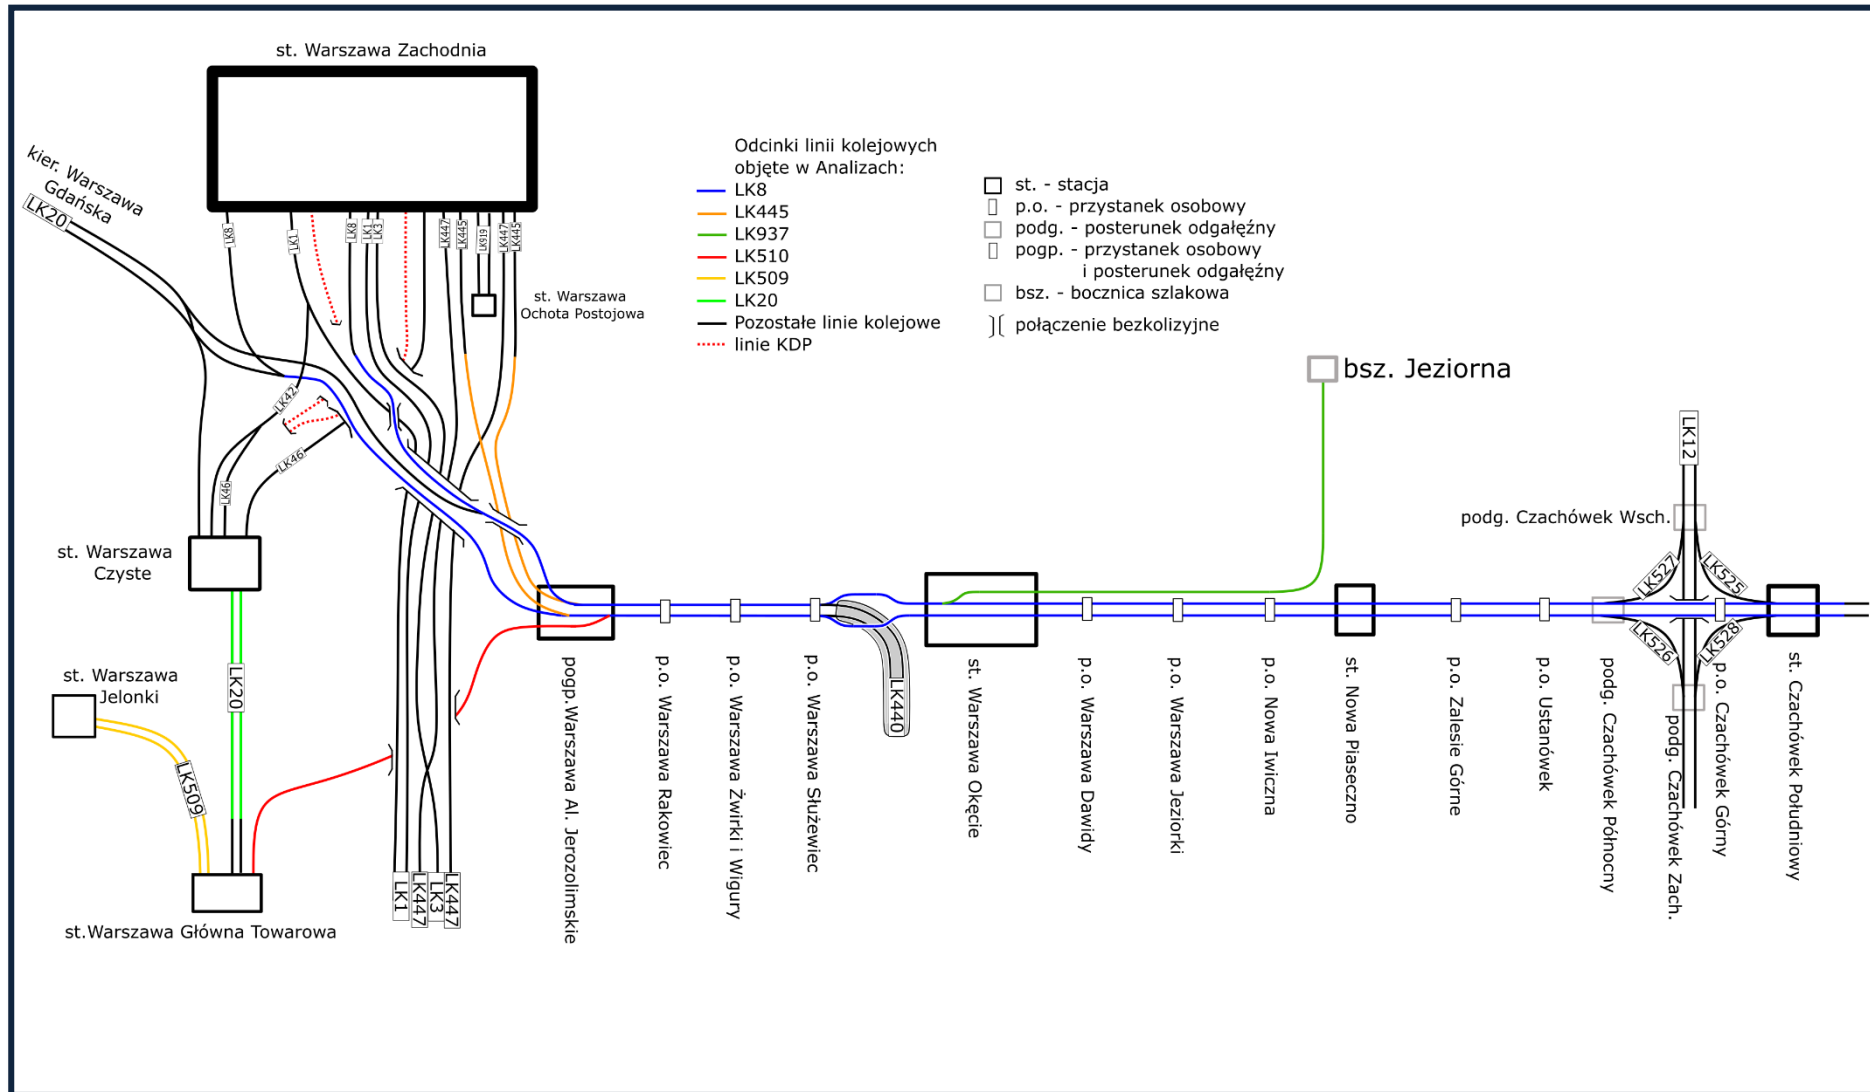 st. Warszawa Zachodnia
kier. Warszawa
Gdańska
LK20
LK8
LK1
LK8
LK1
LK3
LK447
LK445
LK919
LK447
LK445
st. Warszawa
Ochota Postojowa
Odcinki linii kolejowych
objęte w Analizach:
LK8
LK445
LK937
LK510
LK509
LK20
Pozostałe linie kolejowe
linie KDP
st. - stacja
p.o. - przystanek osobowy
podg. - posterunek odgałęźny
pogp. - przystanek osobowy
i posterunek odgałęźny
bsz. - bocznica szlakowa
połączenie bezkolizyjne
bsz. Jeziorna
LK42
LK46
LK46
st. Warszawa
Czyste
LK12
podg. Czachówek Wsch.
LK527
LK525
LK526
LK528
LK440
st. Warszawa
Jelonki
LK20
LK509
st.Warszawa Główna Towarowa
LK1
LK447
LK3
LK447
pogp.Warszawa Al. Jerozolimskie
p.o. Warszawa Rakowiec
p.o. Warszawa Żwirki i Wigury
p.o. Warszawa Służewiec
st. Warszawa Okęcie
p.o. Warszawa Dawidy
p.o. Warszawa Jeziorki
p.o. Nowa Iwiczna
st. Nowa Piaseczno
p.o. Zalesie Górne
p.o. Ustanówek
podg. Czachówek Północny
podg. Czachówek Zach.
p.o. Czachówek Górny
st. Czachówek Południowy